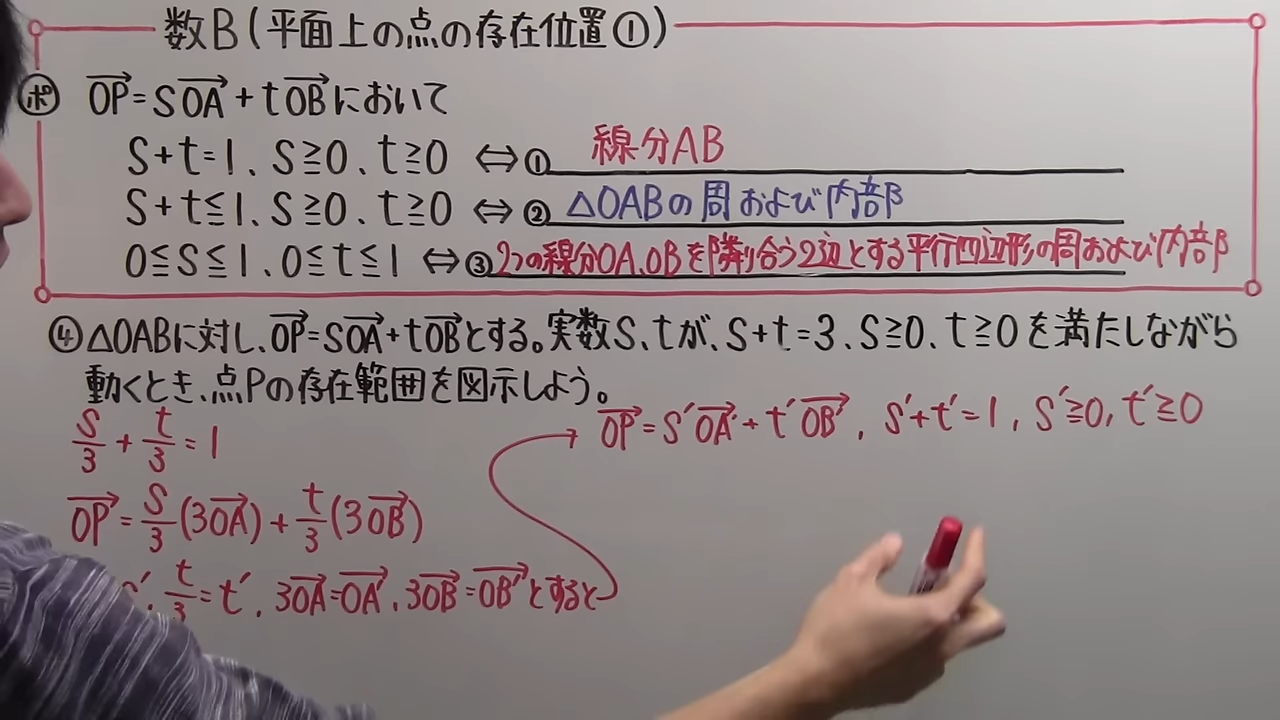 数B(平面上の点の存在位置①)
ポ OP→=SOA→+tOB→において
S+t=1、S≧0、t≧0 ⇔① 線分AB
S+t≦1、S≧0、t≧0 ⇔② △OABの周および内部
0≦S≦1、0≦t≦1 ⇔③ 2つの線分OA、OBを隣り合う2辺とする平行四辺形の周および内部
④△OABに対し、OP→=SOA→+tOB→とする。実数S、tが、S+t=3、S≧0、t≧0を満たしながら
動くとき、点Pの存在範囲を図示しよう。
S/3+t/3=1
OP→=S/3(3OA→)+t/3(3OB→)
′、t/3=t′、3OA→=OA′→、3OB→=OB′→とすると
OP→=S′OA′→+t′OB′→, S′+t′=1, S′≧0, t′≧0